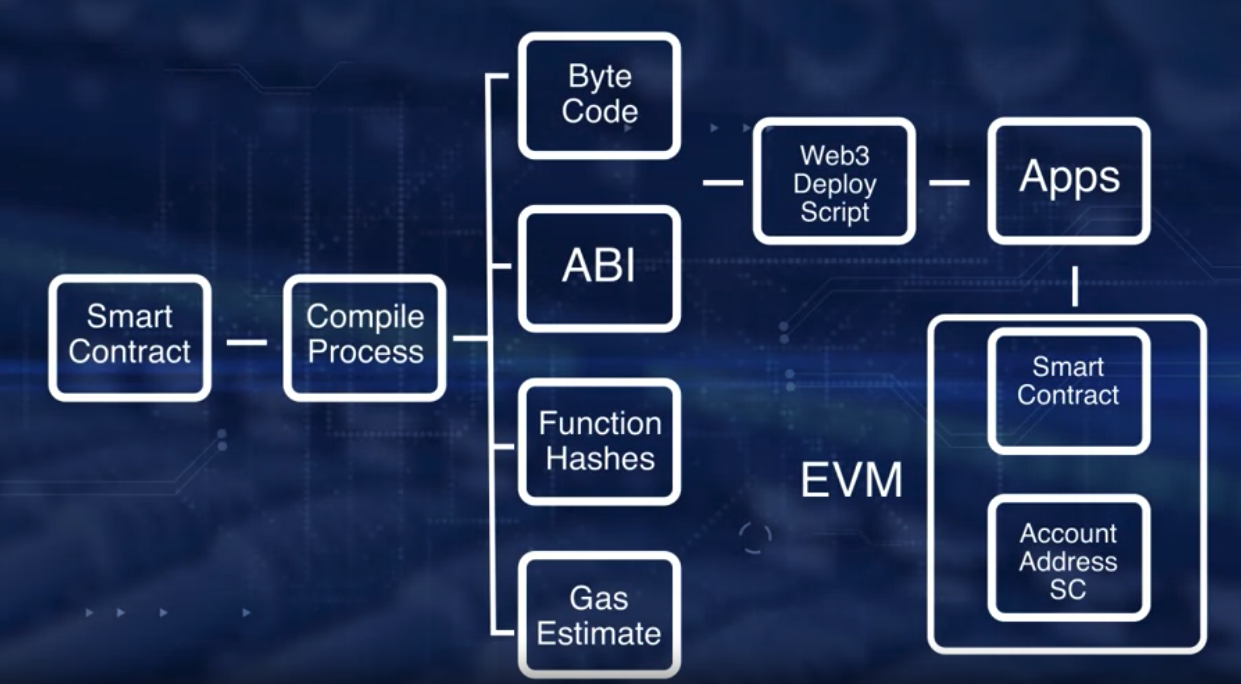 Smart
Contract
Compile
Process
Byte
Code
ABI
Function
Hashes
Gas
Estimate
Web3
Deploy
Script
Apps
EVM
Smart
Contract
Account
Address
SC